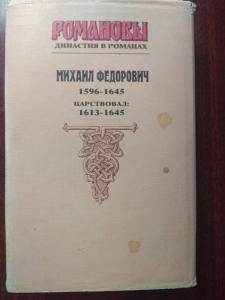 РОМАНОВЫ
ДИНАСТИЯ В РОМАНАХ
МИХАИЛ ФЕДОРОВИЧ
1596-1645
ЦАРСТВОВАЛ:
1613-1645